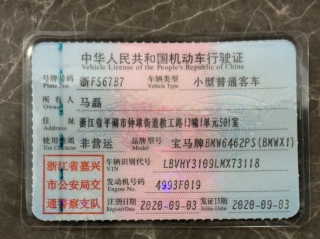 中华人民共和国机动车行驶证
Vehicle License of the People's Republic of China
号牌号码 浙F567B7 车辆类型 小型普通客车
Plate No. Vehicle Type
所有人 马磊
Owner
住址 浙江省平湖市钟埭街道教工路13幢1单元501室
Address
使用性质 非营运 品牌型号 宝马牌BMW6462PS(BMWX1)
Use Character Model
浙江省嘉兴
市公安局交
通警察支队
车辆识别代号 LBVHY3109LMX73118
VIN
发动机号码 4993F019
Engine No.
注册日期 2020-09-03 发证日期 2020-09-03
Register Date Issue Date